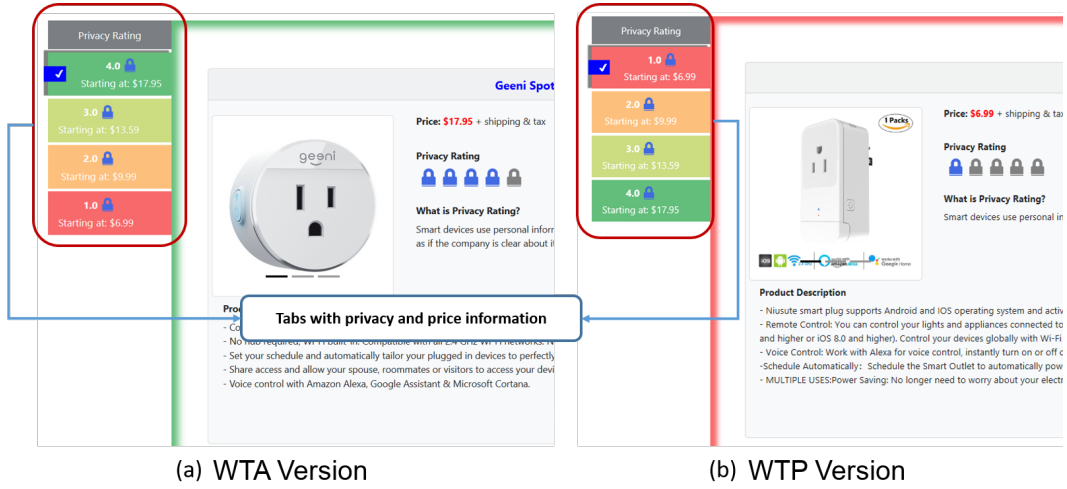 Privacy Rating
4.0
Starting at: $17.95
3.0
Starting at: $13.59
2.0
Starting at: $9.99
1.0
Starting at: $6.99
Geeni Spot
geeni
Price: $17.95 + shipping & tax
Privacy Rating
What is Privacy Rating?
Smart devices use personal inforr
as if the company is clear about it
- No hub required, Wi-Fi built-in. Compatible with all 2.4 GHz Wi-Fi networks. N
- Set your schedule and automatically tailor your plugged in devices to perfectly
- Share access and allow your spouse, roommates or visitors to access your devi
- Voice control with Amazon Alexa, Google Assistant & Microsoft Cortana.
Tabs with privacy and price information
Privacy Rating
1.0
Starting at: $6.99
2.0
Starting at: $9.99
3.0
Starting at: $13.59
4.0
Starting at: $17.95
1 Packs
iOS
works with
Google Home
Price: $6.99 + shipping & tax
Privacy Rating
What is Privacy Rating?
Smart devices use personal in
Product Description
- Niusute smart plug supports Android and IOS operating system and activ
- Remote Control: You can control your lights and appliances connected to
and higher or iOS 8.0 and higher). Control your devices globally with Wi-Fi
- Voice Control: Work with Alexa for voice control, instantly turn on or off c
-Schedule Automatically: Schedule the Smart Outlet to automatically pow
- MULTIPLE USES:Power Saving: No longer need to worry about your electr
(a) WTA Version
(b) WTP Version